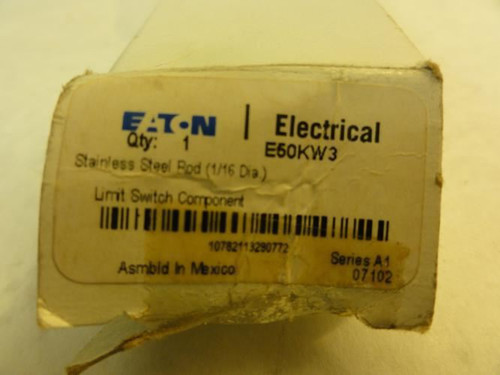 EATON | Electrical
Qty: 1 E50KW3
Stainless Steel Rod (1/16 Dia.)
Limit Switch Component
10782113290772
Series A1
Asmbld In Mexico 07102